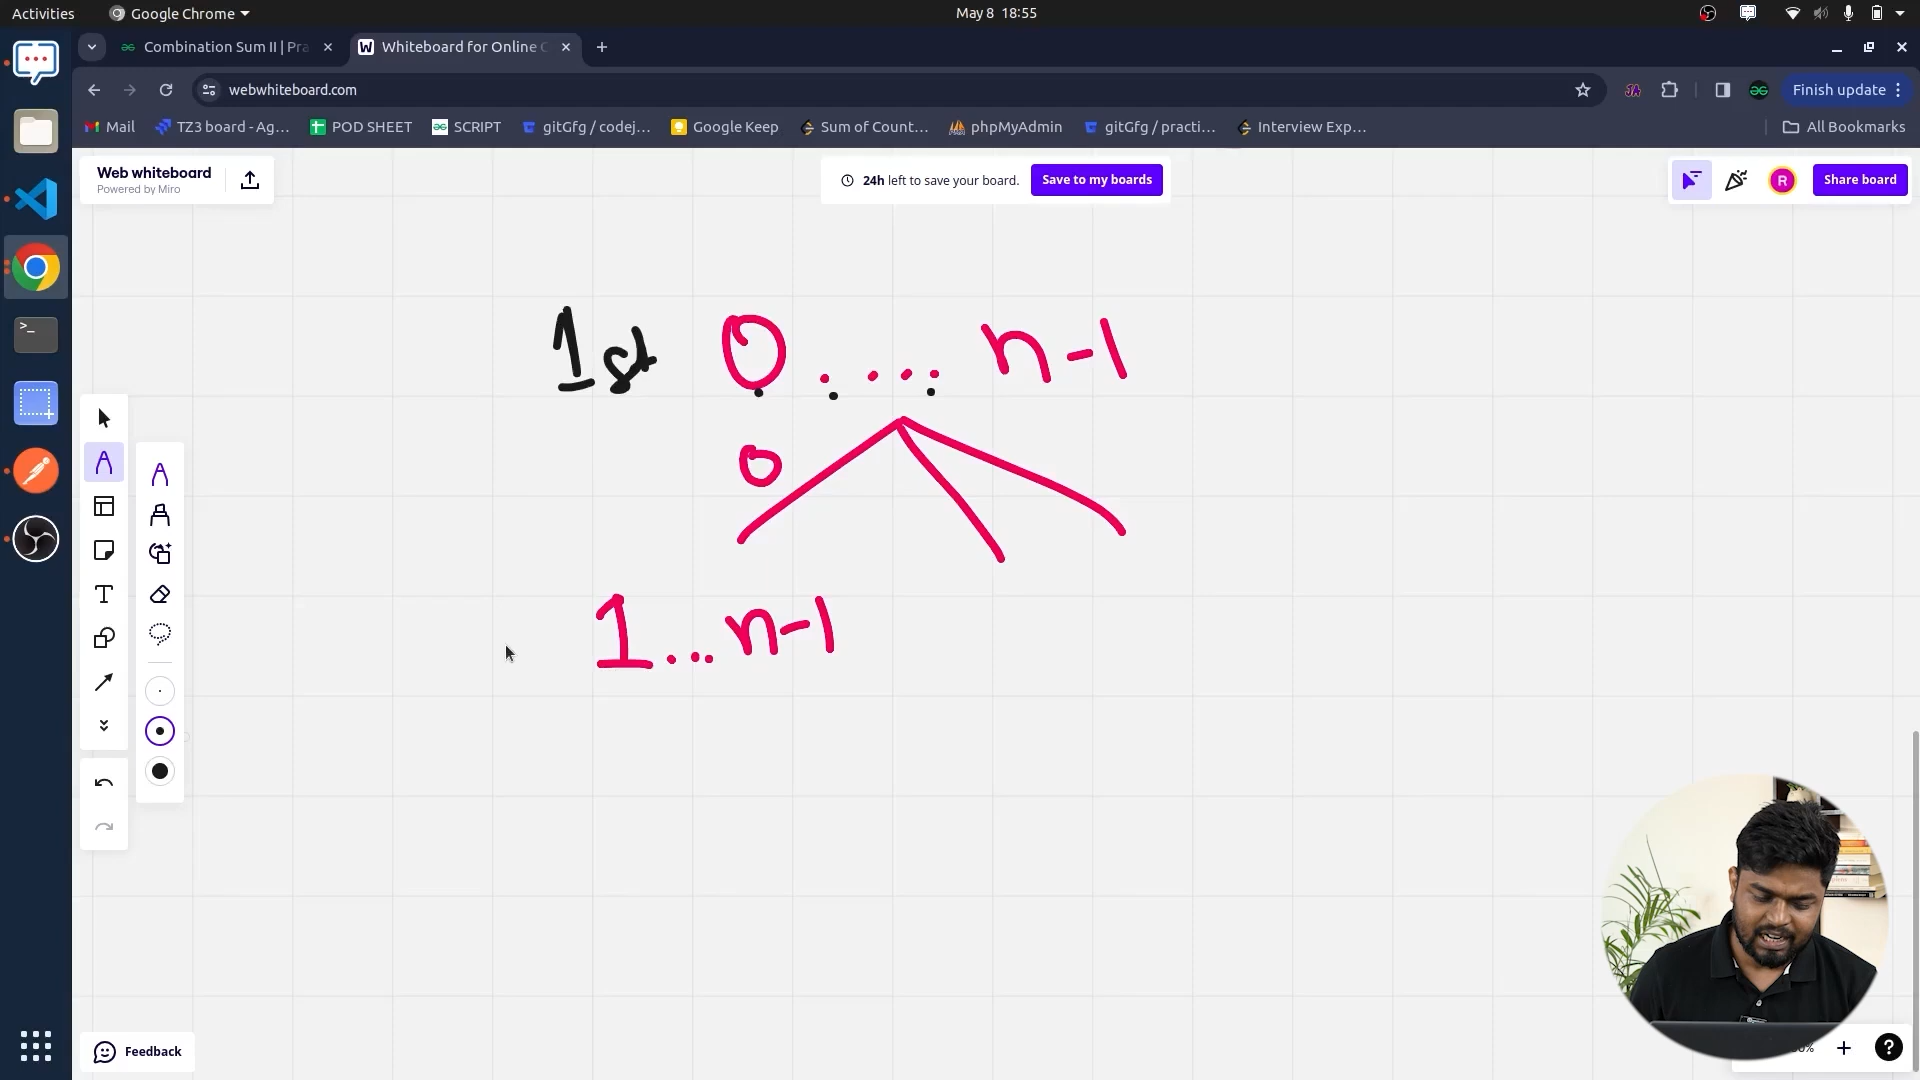 Activities Google Chrome May 8 18:55
Combination Sum II | Pra Whiteboard for Online C
webwhiteboard.com Finish update
Mail TZ3 board - Ag... POD SHEET SCRIPT gitGfg / codej... Google Keep Sum of Count... phpMyAdmin gitGfg / practi... Interview Exp... All Bookmarks
Web whiteboard
Powered by Miro
24h left to save your board. Save to my boards
R Share board
1st 0 .... n-1
0
1...n-1
Feedback